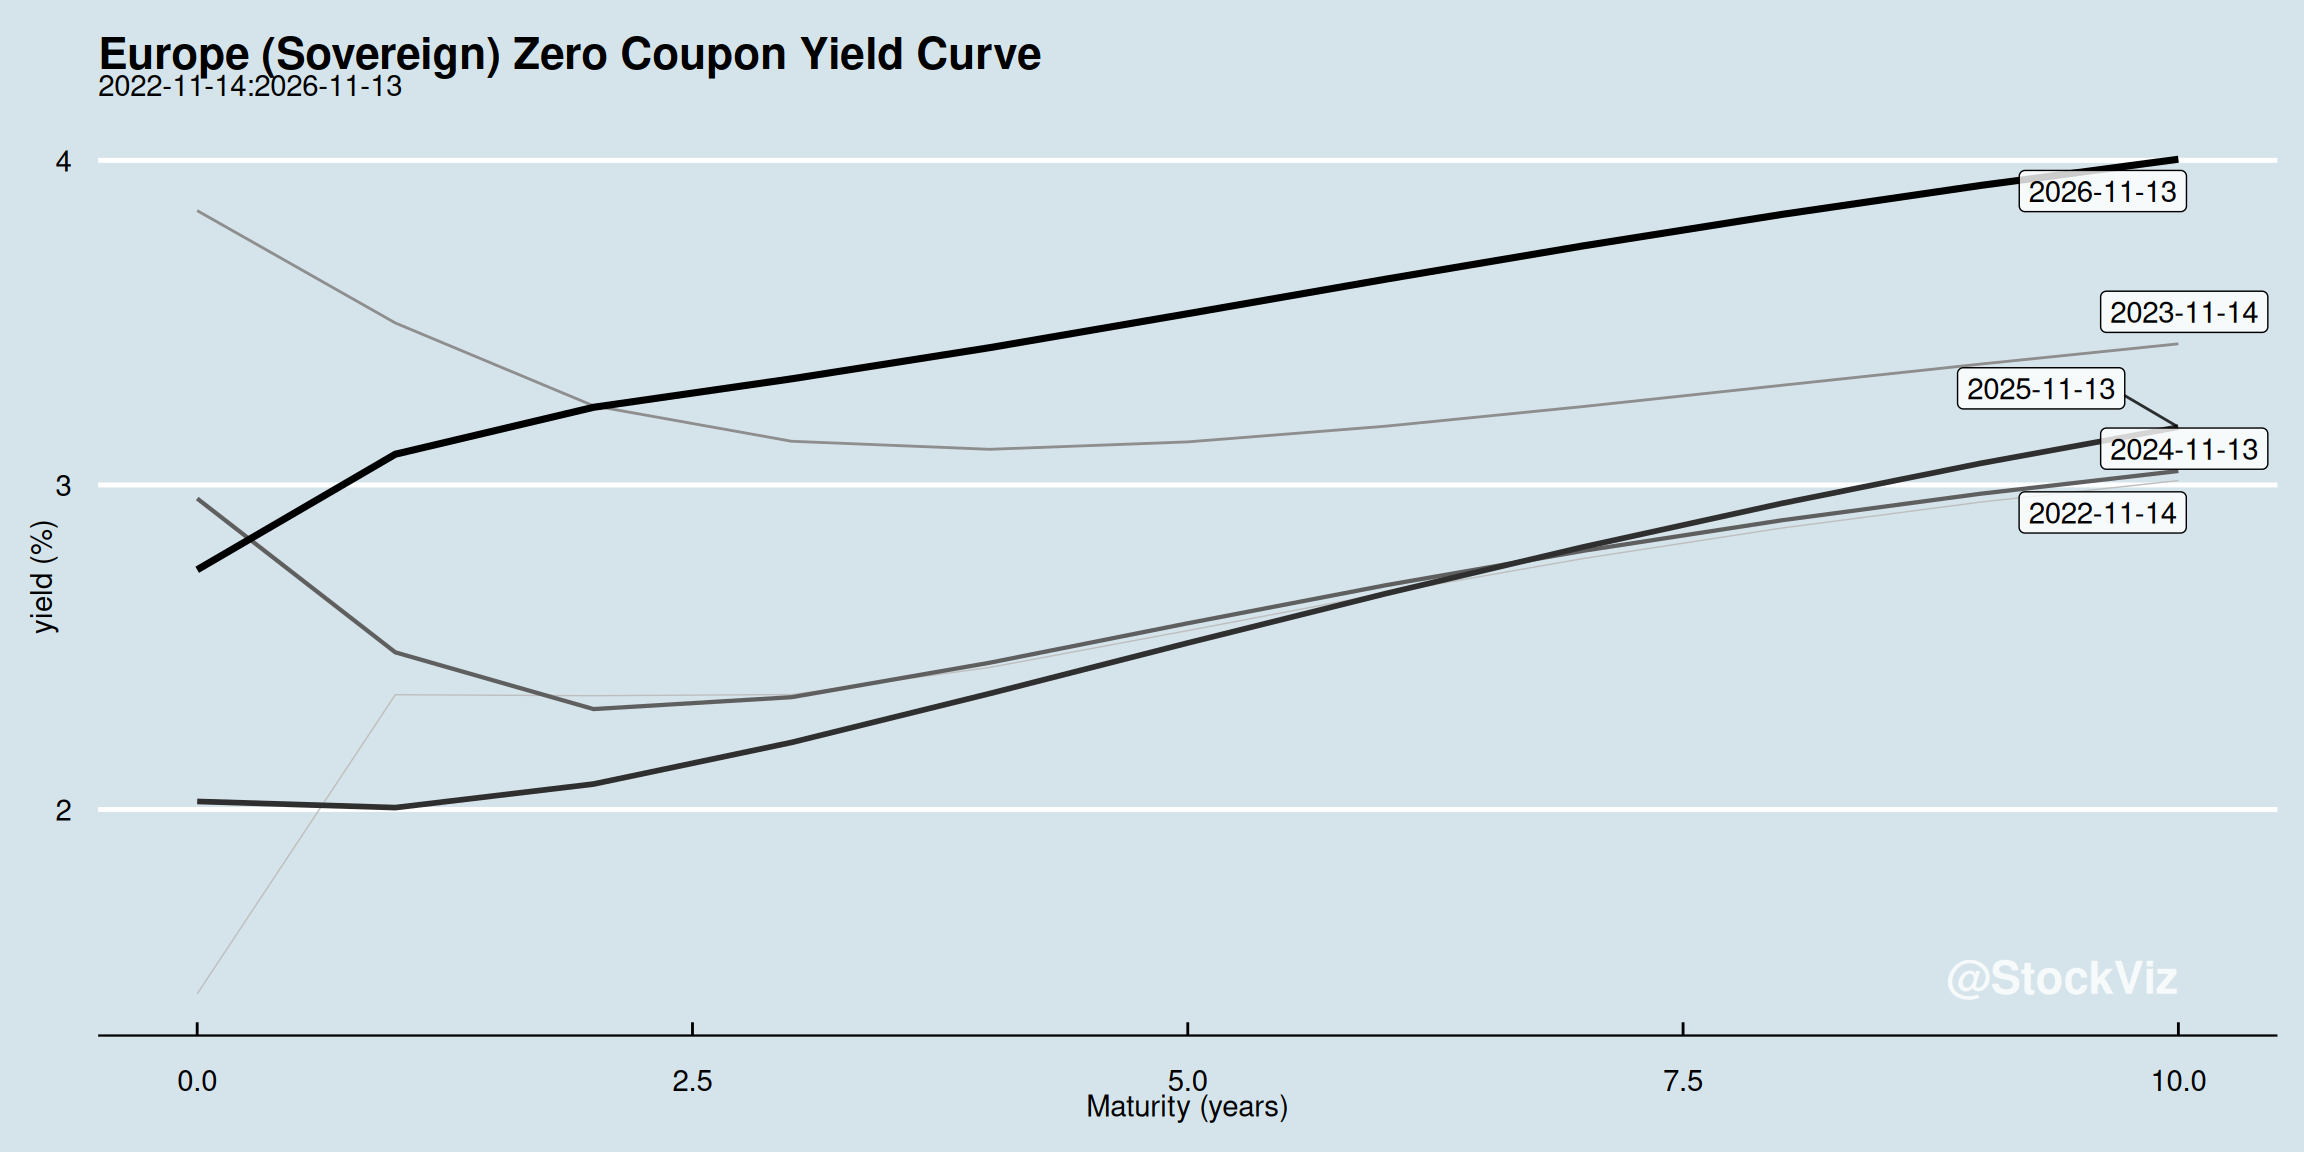 Europe (Sovereign) Zero Coupon Yield Curve
2022-11-14:2026-11-13
4
2026-11-13
2023-11-14
2025-11-13
2024-11-13
3
2022-11-14
yield (%)
2
@StockViz
0.0 2.5 5.0 7.5 10.0
Maturity (years)